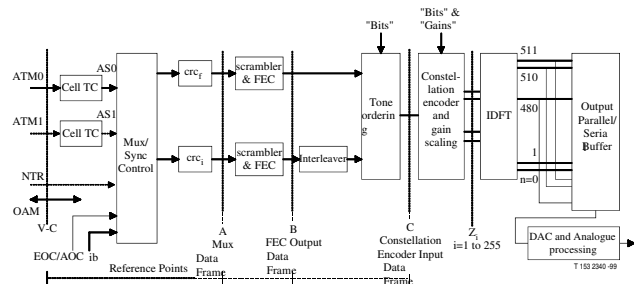 "Bits"
"Bits" &
"Gains"
ATM0
AS0
Cell TC
ATM1
AS1
Cell TC
NTR
OAM
V-C
EOC/AOC ib
Mux/
Sync
Control
crcf
scrambler
& FEC
crci
scrambler
& FEC
Interleaver
Tone
orderin
g
Constel-
lation
encoder
and
gain
scaling
IDFT
511
510
480
1
n=0
Output
Parallel/
Seria
l
Buffer
DAC and Analogue
processing
A
Mux
Data
Frame
B
FEC Output
Data
Frame
C
Constellation
Encoder Input
Data
Frame
Zi
i=1 to 255
Reference Points
T 153 2340 -99